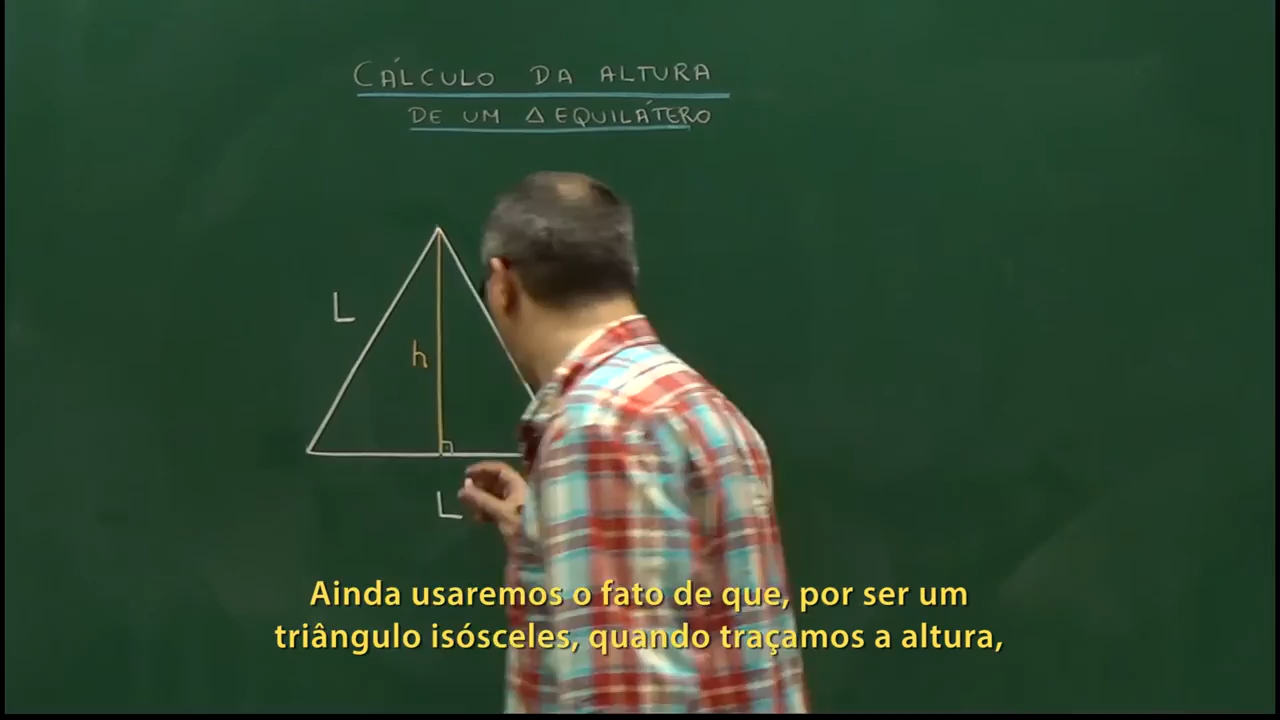 CÁLCULO DA ALTURA
DE UM Δ EQUILÁTERO
L
h
L
Ainda usaremos o fato de que, por ser um
triângulo isósceles, quando traçamos a altura,